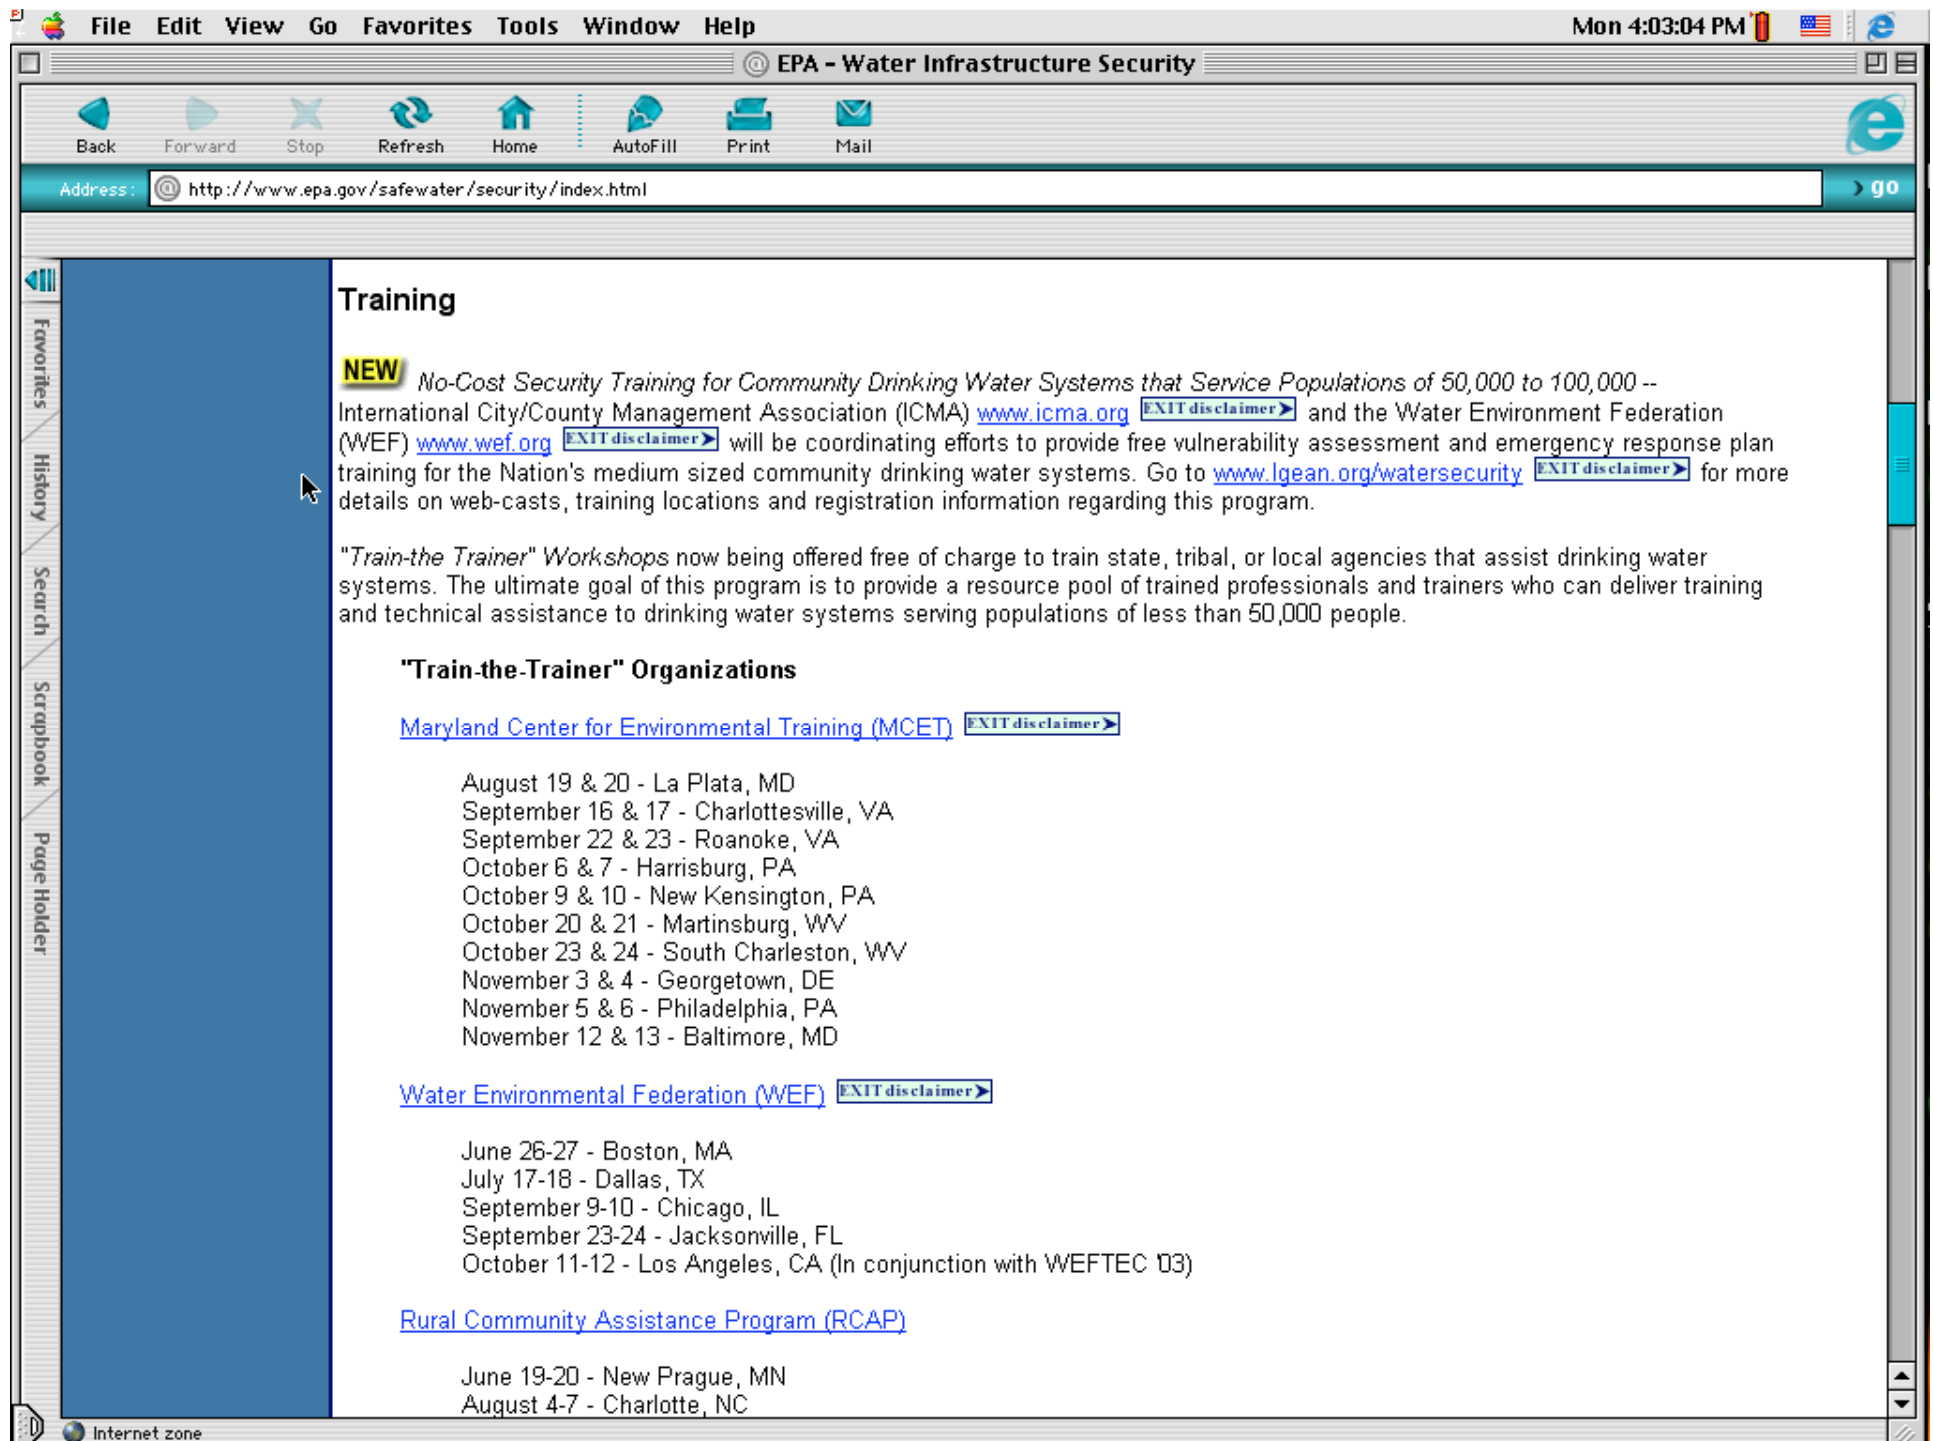 File Edit View Go Favorites Tools Window Help Mon 4:03:04 PM
EPA - Water Infrastructure Security
Back Forward Stop Refresh Home AutoFill Print Mail
Address: http://www.epa.gov/safewater/security/index.html go
Favorites
History
Search
Scrapbook
Page Holder
Training
NEW No-Cost Security Training for Community Drinking Water Systems that Service Populations of 50,000 to 100,000 --
International City/County Management Association (ICMA) www.icma.org EXIT disclaimer and the Water Environment Federation
(WEF) www.wef.org EXIT disclaimer will be coordinating efforts to provide free vulnerability assessment and emergency response plan
training for the Nation's medium sized community drinking water systems. Go to www.lgean.org/watersecurity EXIT disclaimer for more
details on web-casts, training locations and registration information regarding this program.
"Train-the Trainer" Workshops now being offered free of charge to train state, tribal, or local agencies that assist drinking water
systems. The ultimate goal of this program is to provide a resource pool of trained professionals and trainers who can deliver training
and technical assistance to drinking water systems serving populations of less than 50,000 people.
"Train-the-Trainer" Organizations
Maryland Center for Environmental Training (MCET) EXIT disclaimer
August 19 & 20 - La Plata, MD
September 16 & 17 - Charlottesville, VA
September 22 & 23 - Roanoke, VA
October 6 & 7 - Harrisburg, PA
October 9 & 10 - New Kensington, PA
October 20 & 21 - Martinsburg, WV
October 23 & 24 - South Charleston, WV
November 3 & 4 - Georgetown, DE
November 5 & 6 - Philadelphia, PA
November 12 & 13 - Baltimore, MD
Water Environmental Federation (WEF) EXIT disclaimer
June 26-27 - Boston, MA
July 17-18 - Dallas, TX
September 9-10 - Chicago, IL
September 23-24 - Jacksonville, FL
October 11-12 - Los Angeles, CA (In conjunction with WEFTEC '03)
Rural Community Assistance Program (RCAP)
June 19-20 - New Prague, MN
August 4-7 - Charlotte, NC
Internet zone